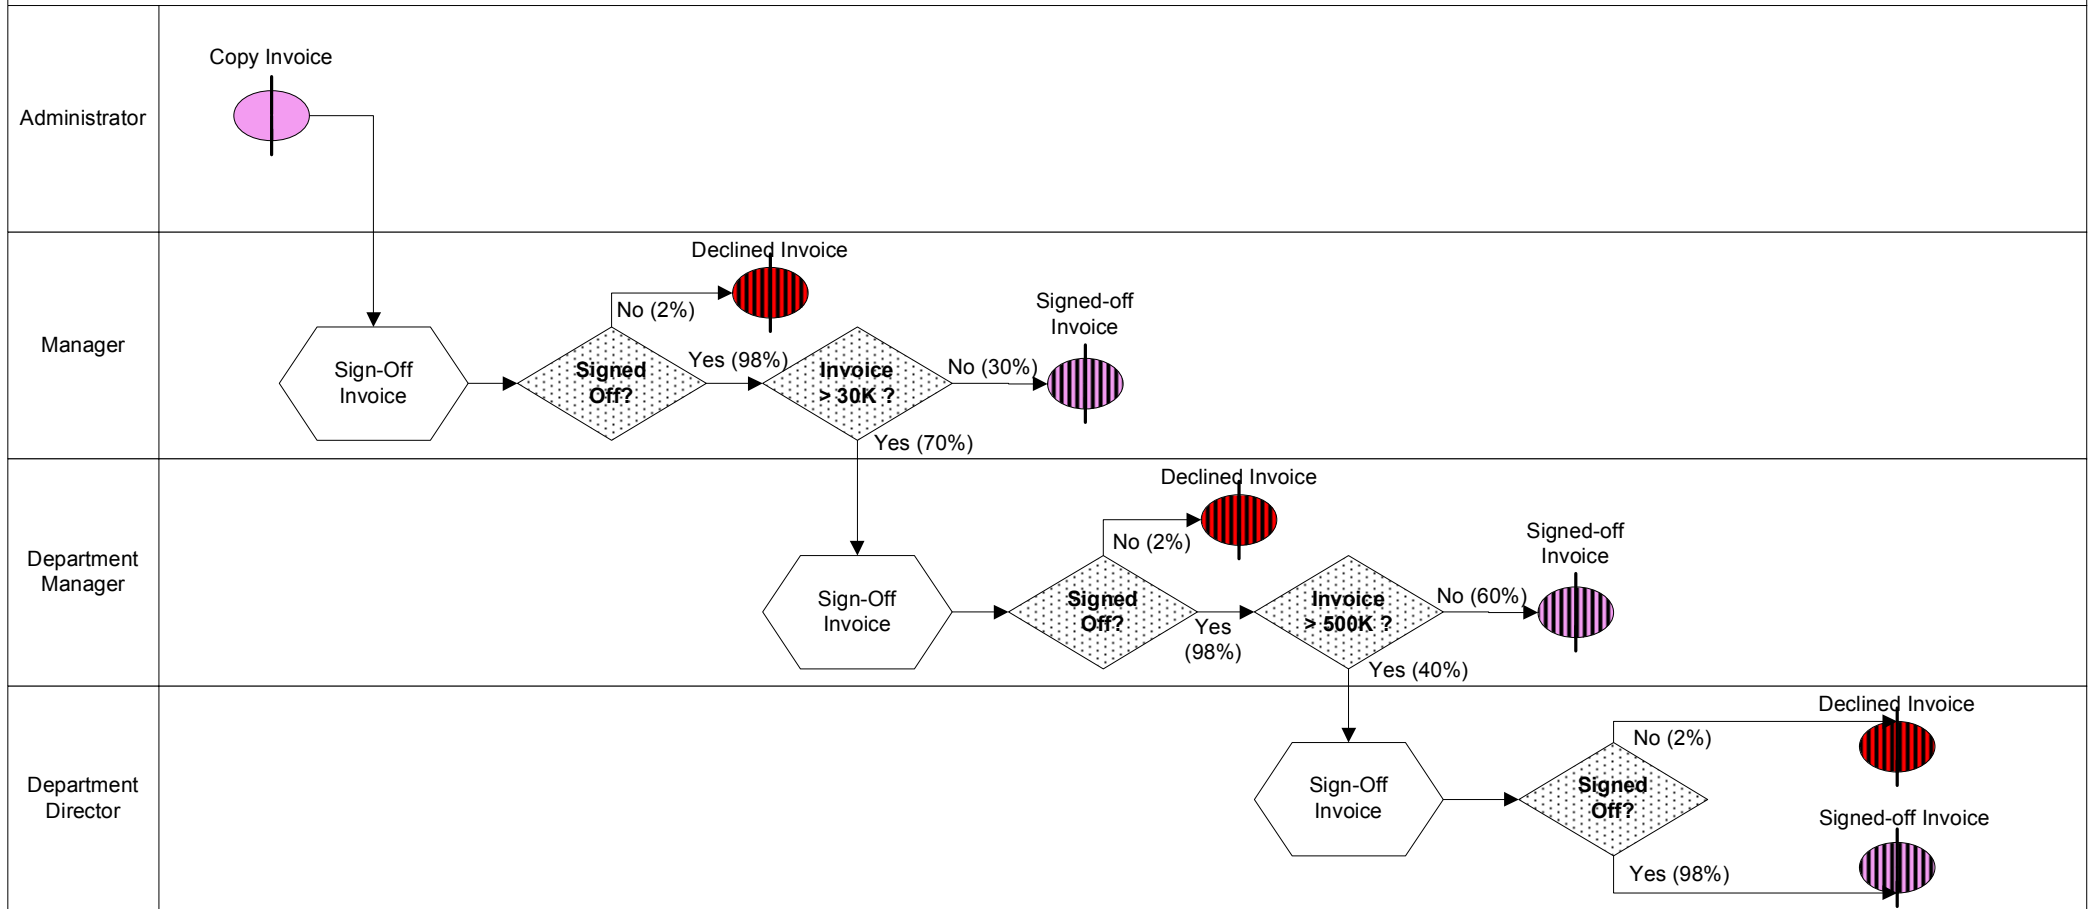 Administrator
Copy Invoice
Manager
Declined Invoice
No (2%)
Sign-Off
Invoice
Signed
Off?
Yes (98%)
Invoice
> 30K ?
No (30%)
Signed-off
Invoice
Yes (70%)
Department
Manager
Declined Invoice
No (2%)
Sign-Off
Invoice
Signed
Off?
Yes
(98%)
Invoice
> 500K ?
No (60%)
Signed-off
Invoice
Yes (40%)
Department
Director
Sign-Off
Invoice
Signed
Off?
No (2%)
Declined Invoice
Yes (98%)
Signed-off Invoice